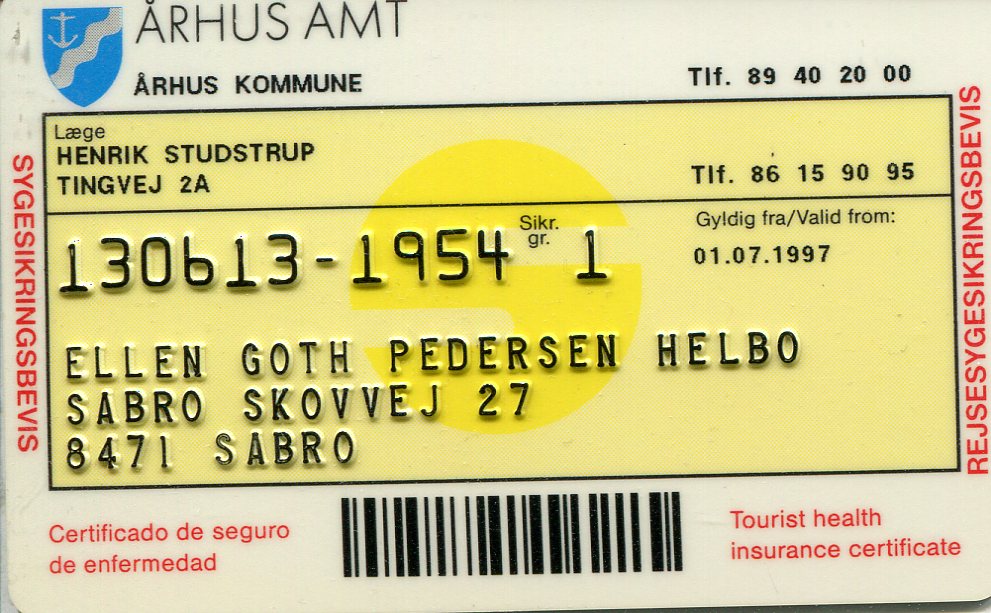 ÅRHUS AMT
ÅRHUS KOMMUNE
Tlf. 89 40 20 00
Læge
HENRIK STUDSTRUP
TINGVEJ 2A
Tlf. 86 15 90 95
130613-1954
Sikr.
gr.
1
Gyldig fra/Valid from:
01.07.1997
ELLEN GOTH PEDERSEN HELBO
SABRO SKOVVEJ 27
8471 SABRO
SYGESIKRINGSBEVIS
REJSESYGESIKRINGSBEVIS
Certificado de seguro
de enfermedad
Tourist health
insurance certificate